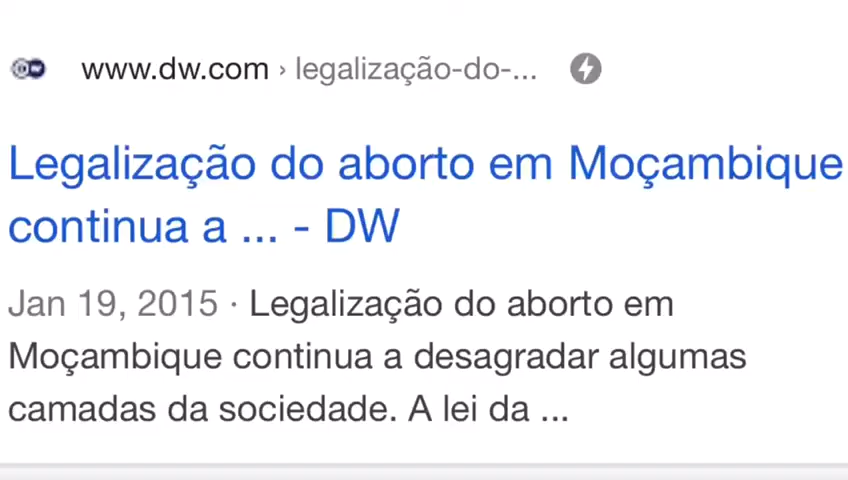 www.dw.com › legalização-do-...
Legalização do aborto em Moçambique
continua a ... - DW
Jan 19, 2015 · Legalização do aborto em
Moçambique continua a desagradar algumas
camadas da sociedade. A lei da ...